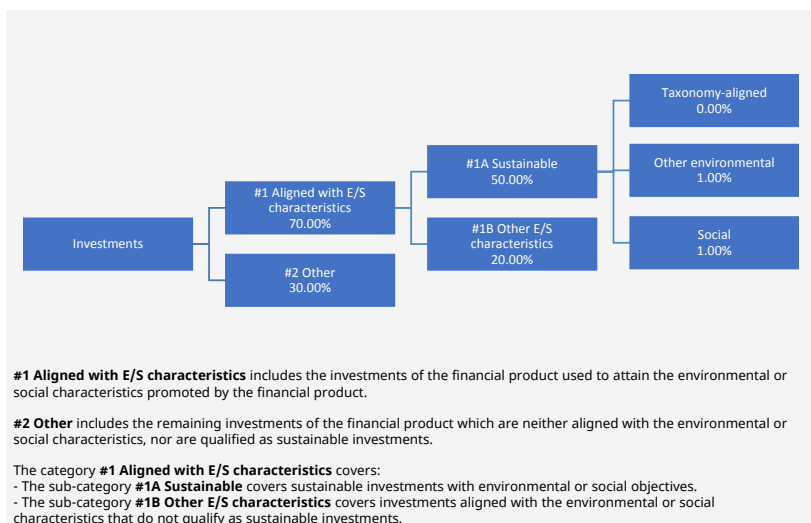 Taxonomy-aligned
0.00%
#1A Sustainable
50.00%
Other environmental
1.00%
#1 Aligned with E/S
characteristics
70.00%
Investments
#1B Other E/S
characteristics
20.00%
Social
1.00%
#2 Other
30.00%
#1 Aligned with E/S characteristics includes the investments of the financial product used to attain the environmental or
social characteristics promoted by the financial product.
#2 Other includes the remaining investments of the financial product which are neither aligned with the environmental or
social characteristics, nor are qualified as sustainable investments.
The category #1 Aligned with E/S characteristics covers:
- The sub-category #1A Sustainable covers sustainable investments with environmental or social objectives.
- The sub-category #1B Other E/S characteristics covers investments aligned with the environmental or social
characteristics that do not qualify as sustainable investments.